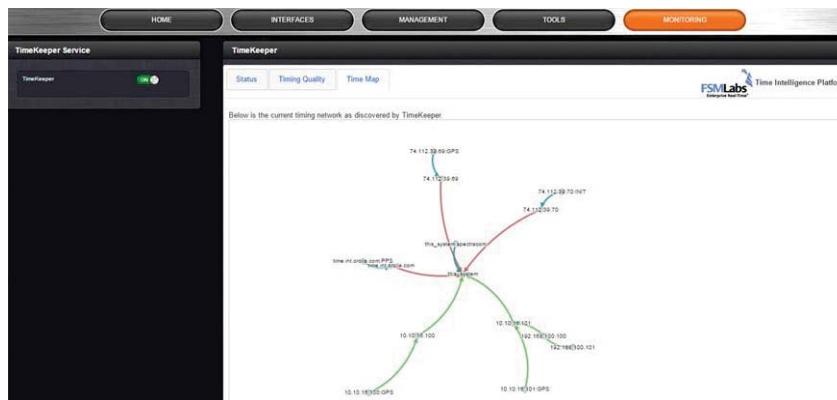 HOME
INTERFACES
MANAGEMENT
TOOLS
MONITORING
TimeKeeper Service
TimeKeeper
ON
TimeKeeper
Status
Timing Quality
Time Map
FSMLabs
Enterprise Real-Time
Time Intelligence Platfo
Below is the current timing network as discovered by TimeKeeper
74.112.39.69:GPS
74.112.39.69
74.112.39.70:INIT
74.112.39.70
this_system:spectracom
time.int.orolia.com:PPS
time.int.orolia.com
this_system
10.10.16.100
10.10.16.101
192.168.100.100
192.168.100.101
10.10.16.100:GPS
10.10.16.101:GPS